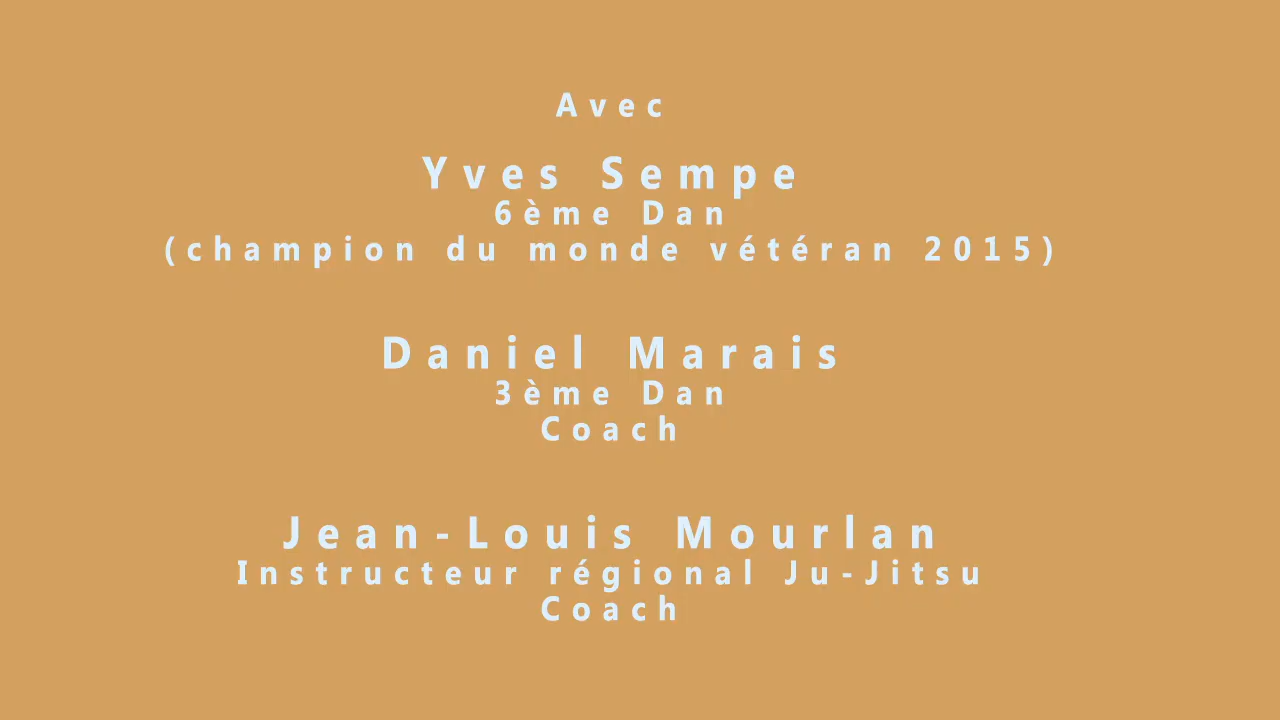 Avec
Yves Sempe
6ème Dan
(champion du monde vétéran 2015)
Daniel Marais
3ème Dan
Coach
Jean-Louis Mourlan
Instructeur régional Ju-Jitsu
Coach